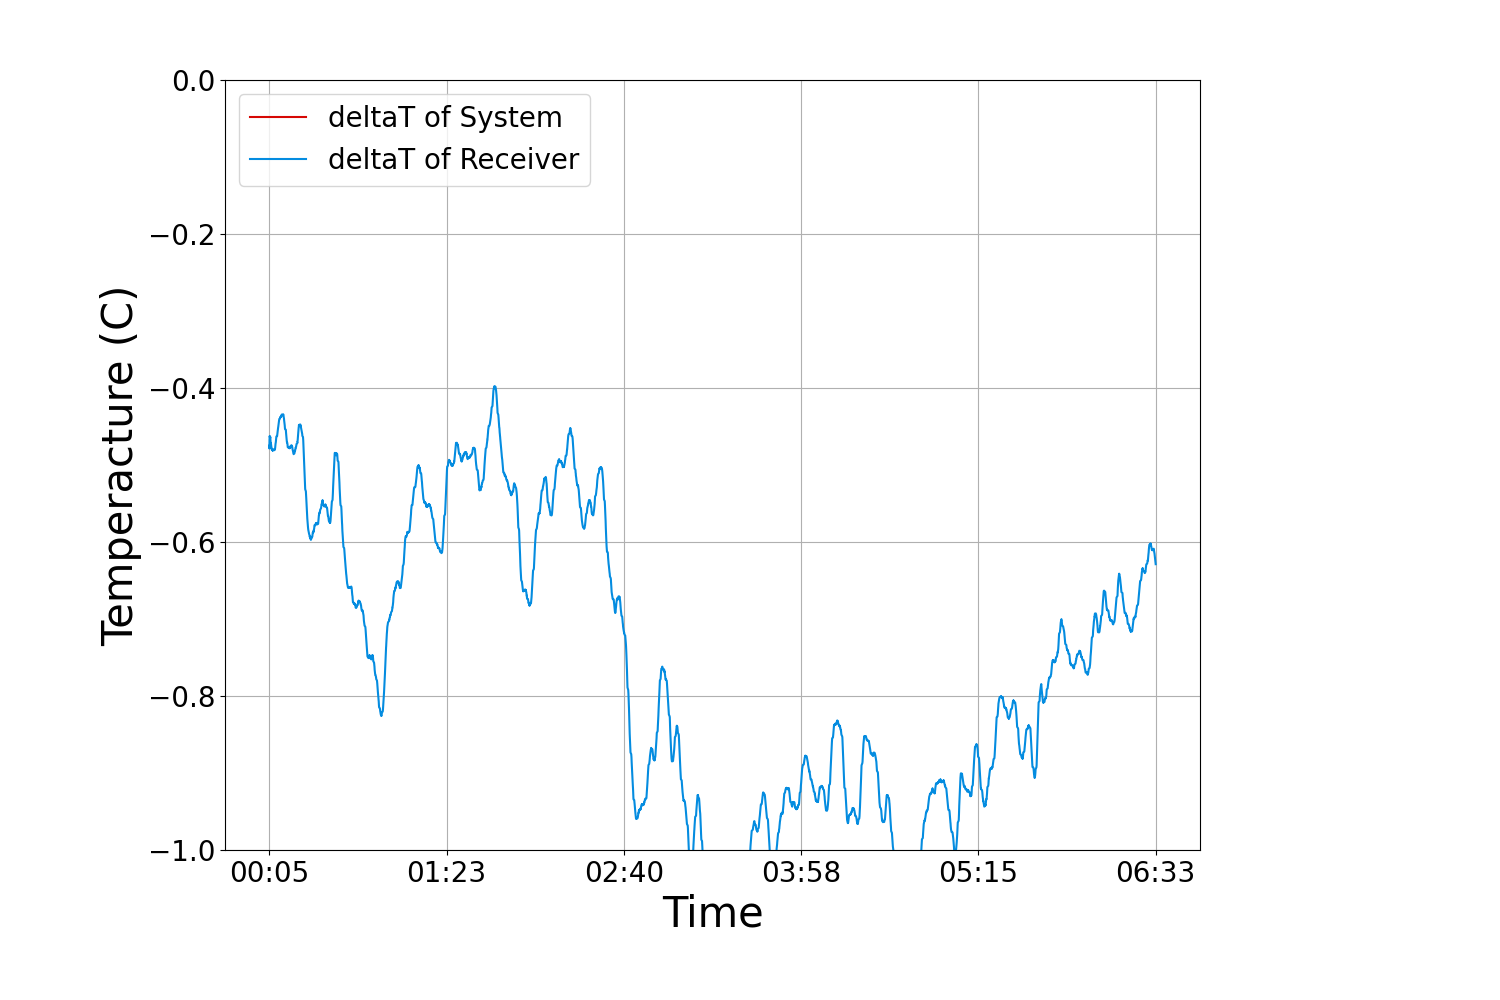 0.0
deltaT of System
deltaT of Receiver
−0.2
−0.4
−0.6
−0.8
−1.0
Temperacture (C)
00:05 01:23 02:40 03:58 05:15 06:33
Time